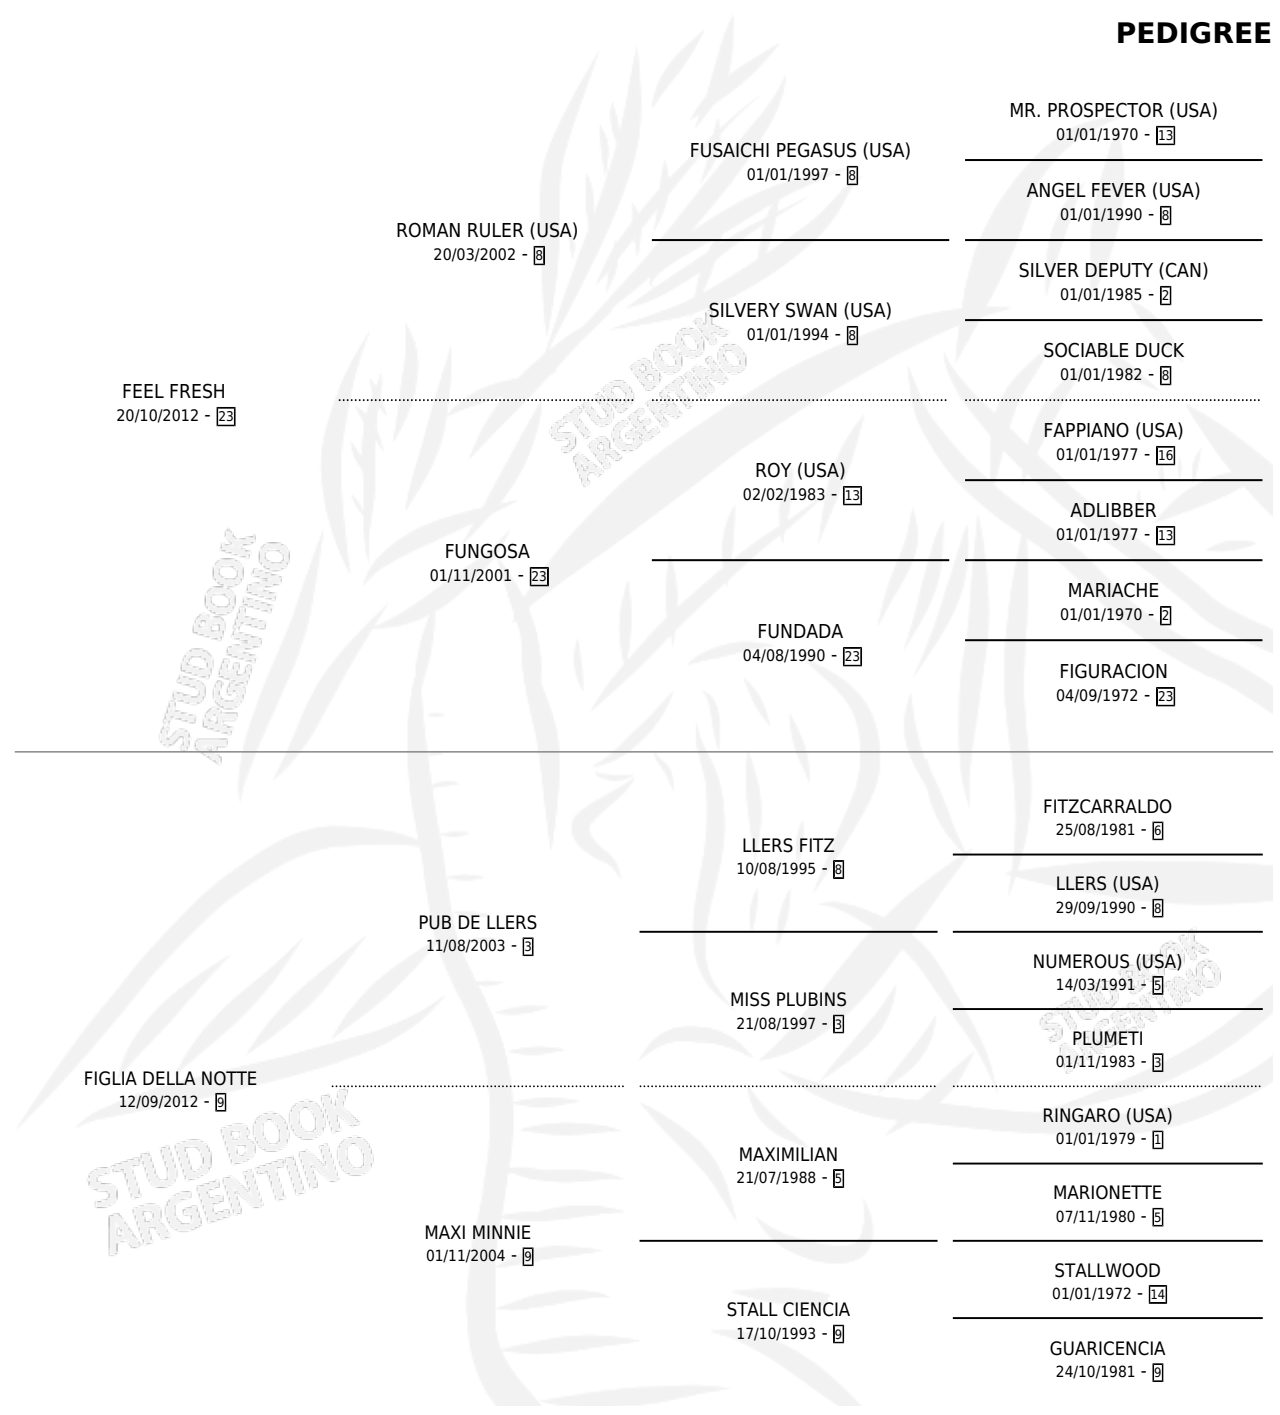 PEDIGREE
MR. PROSPECTOR (USA)
01/01/1970 - 13
FUSAICHI PEGASUS (USA)
01/01/1997 - 8
ANGEL FEVER (USA)
01/01/1990 - 8
ROMAN RULER (USA)
20/03/2002 - 8
SILVER DEPUTY (CAN)
01/01/1985 - 2
SILVERY SWAN (USA)
01/01/1994 - 8
SOCIABLE DUCK
01/01/1982 - 8
FEEL FRESH
20/10/2012 - 23
STUD BOOK
ARGENTINO
FAPPIANO (USA)
01/01/1977 - 16
ROY (USA)
02/02/1983 - 13
ADLIBBER
01/01/1977 - 13
FUNGOSA
01/11/2001 - 23
MARIACHE
01/01/1970 - 2
FUNDADA
04/08/1990 - 23
FIGURACION
04/09/1972 - 23
STUD BOOK
ARGENTINO
FITZCARRALDO
25/08/1981 - 6
LLERS FITZ
10/08/1995 - 8
LLERS (USA)
29/09/1990 - 8
PUB DE LLERS
11/08/2003 - 3
NUMEROUS (USA)
14/03/1991 - 5
MISS PLUBINS
21/08/1997 - 3
PLUMETI
01/11/1983 - 3
STUD BOOK
ARGENTINO
FIGLIA DELLA NOTTE
12/09/2012 - 9
RINGARO (USA)
01/01/1979 - 1
MAXIMILIAN
21/07/1988 - 5
MARIONETTE
07/11/1980 - 5
STUD BOOK
ARGENTINO
MAXI MINNIE
01/11/2004 - 9
STALLWOOD
01/01/1972 - 14
STALL CIENCIA
17/10/1993 - 9
GUARICENCIA
24/10/1981 - 9